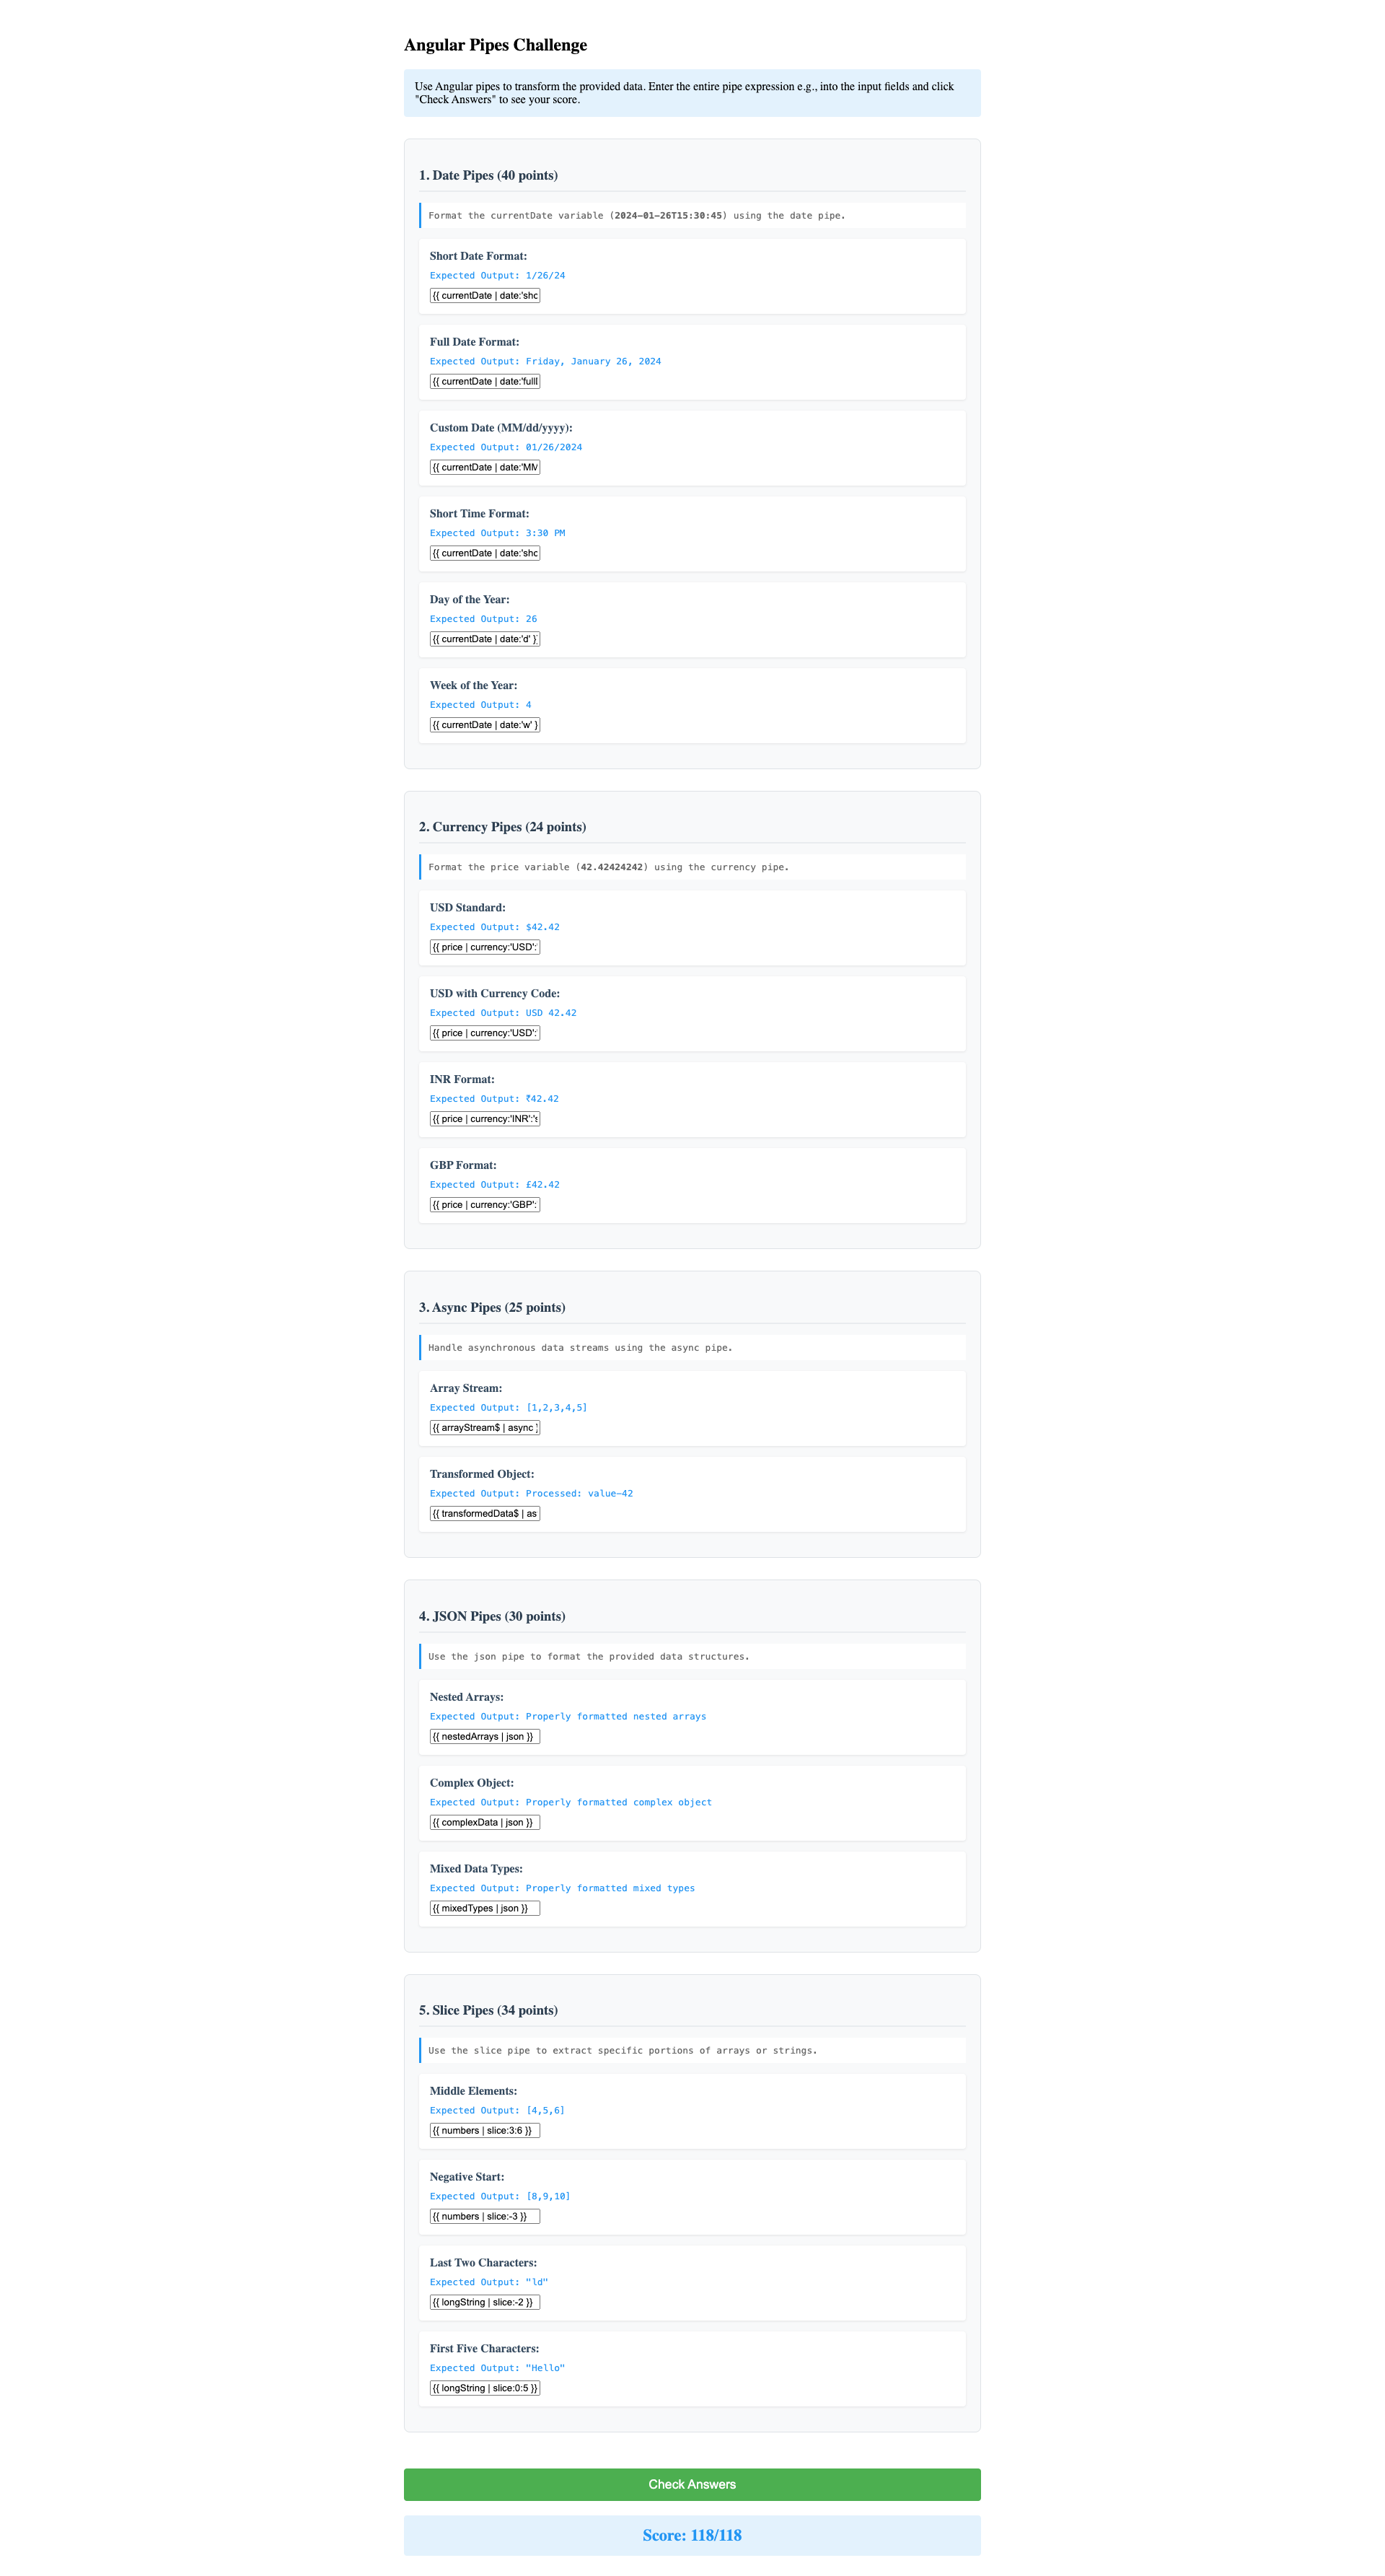 Angular Pipes Challenge
Use Angular pipes to transform the provided data. Enter the entire pipe expression e.g., into the input fields and click
"Check Answers" to see your score.
1. Date Pipes (40 points)
Format the currentDate variable (2024-01-26T15:30:45) using the date pipe.
Short Date Format:
Expected Output: 1/26/24
{{ currentDate | date:'sho
Full Date Format:
Expected Output: Friday, January 26, 2024
{{ currentDate | date:'full
Custom Date (MM/dd/yyyy):
Expected Output: 01/26/2024
{{ currentDate | date:'MM
Short Time Format:
Expected Output: 3:30 PM
{{ currentDate | date:'sho
Day of the Year:
Expected Output: 26
{{ currentDate | date:'d' }
Week of the Year:
Expected Output: 4
{{ currentDate | date:'w' }
2. Currency Pipes (24 points)
Format the price variable (42.42424242) using the currency pipe.
USD Standard:
Expected Output: $42.42
{{ price | currency:'USD':
USD with Currency Code:
Expected Output: USD 42.42
{{ price | currency:'USD':
INR Format:
Expected Output: ₹42.42
{{ price | currency:'INR':'s
GBP Format:
Expected Output: £42.42
{{ price | currency:'GBP':
3. Async Pipes (25 points)
Handle asynchronous data streams using the async pipe.
Array Stream:
Expected Output: [1,2,3,4,5]
{{ arrayStream$ | async }
Transformed Object:
Expected Output: Processed: value-42
{{ transformedData$ | as
4. JSON Pipes (30 points)
Use the json pipe to format the provided data structures.
Nested Arrays:
Expected Output: Properly formatted nested arrays
{{ nestedArrays | json }}
Complex Object:
Expected Output: Properly formatted complex object
{{ complexData | json }}
Mixed Data Types:
Expected Output: Properly formatted mixed types
{{ mixedTypes | json }}
5. Slice Pipes (34 points)
Use the slice pipe to extract specific portions of arrays or strings.
Middle Elements:
Expected Output: [4,5,6]
{{ numbers | slice:3:6 }}
Negative Start:
Expected Output: [8,9,10]
{{ numbers | slice:-3 }}
Last Two Characters:
Expected Output: "ld"
{{ longString | slice:-2 }}
First Five Characters:
Expected Output: "Hello"
{{ longString | slice:0:5 }}
Check Answers
Score: 118/118